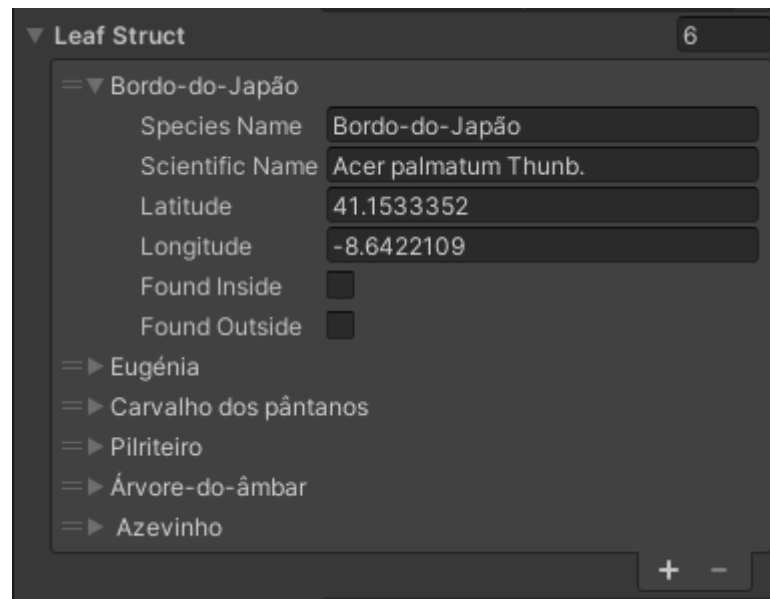 Leaf Struct 6
Bordo-do-Japão
Species Name Bordo-do-Japão
Scientific Name Acer palmatum Thunb.
Latitude 41.1533352
Longitude -8.6422109
Found Inside
Found Outside
Eugénia
Carvalho dos pântanos
Pilriteiro
Árvore-do-âmbar
Azevinho